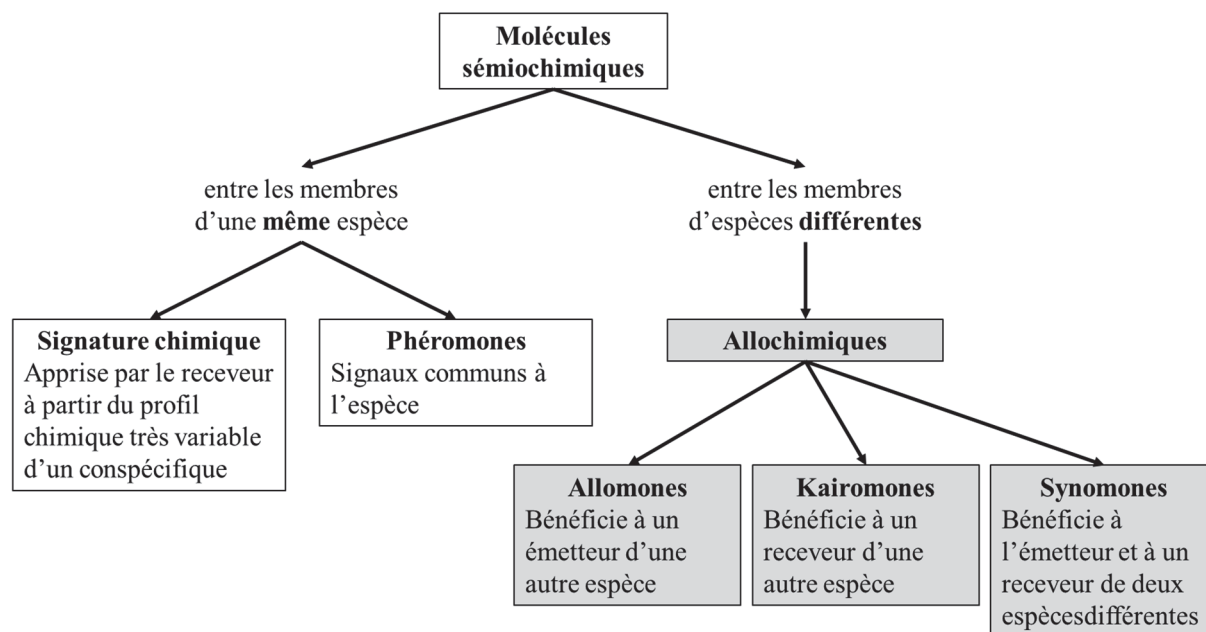 Molécules
sémiochimiques
entre les membres
d'une même espèce
entre les membres
d'espèces différentes
Signature chimique
Apprise par le receveur
à partir du profil
chimique très variable
d'un conspécifique
Phéromones
Signaux communs à
l'espèce
Allochimiques
Allomones
Bénéficie à un
émetteur d'une
autre espèce
Kairomones
Bénéficie à un
receveur d'une
autre espèce
Synomones
Bénéficie à
l'émetteur et à un
receveur de deux
espècesdifférentes